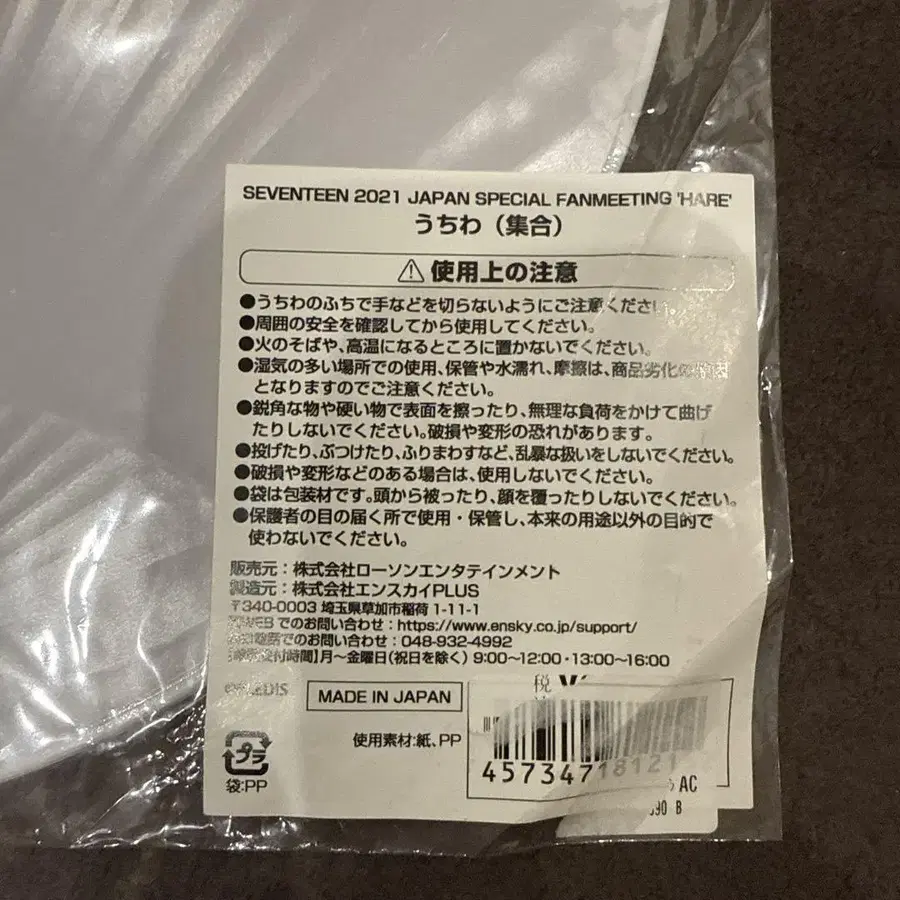 SEVENTEEN 2021 JAPAN SPECIAL FANMEETING 'HARE'
うちわ（集合）
⚠使用上の注意
●うちわのふちで手などを切らないようにご注意くださ
●周囲の安全を確認してから使用してください。
●火のそばや、高温になるところに置かないでください。
●湿気の多い場所での使用、保管や水濡れ、摩擦は、商品劣化の
となりますのでご注意ください。
●鋭角な物や硬い物で表面を擦ったり、無理な負荷をかけて曲げ
たりしないでください。破損や変形の恐れがあります。
●投げたり、ぶつけたり、ふりまわすなど、乱暴な扱いをしないでください。
●破損や変形などのある場合は、使用しないでください。
●袋は包装材です。頭から被ったり、顔を覆ったりしないでください。
●保護者の目の届く所で使用・保管し、本来の用途以外の目的で
使わないでください。
販売元：株式会社ローソンエンタテインメント
製造元：株式会社エンスカイPLUS
〒340-0003 埼玉県草加市稲荷 1-11-1
WEB でのお問い合わせ：https://www.ensky.co.jp/support/
でのお問い合わせ：048-932-4992
受付時間】月～金曜日（祝日を除く）9:00～12:00・13:00～16:00
MADE IN JAPAN
税
使用素材：紙、PP
プラ
袋：PP
45734718121
AC
390 B